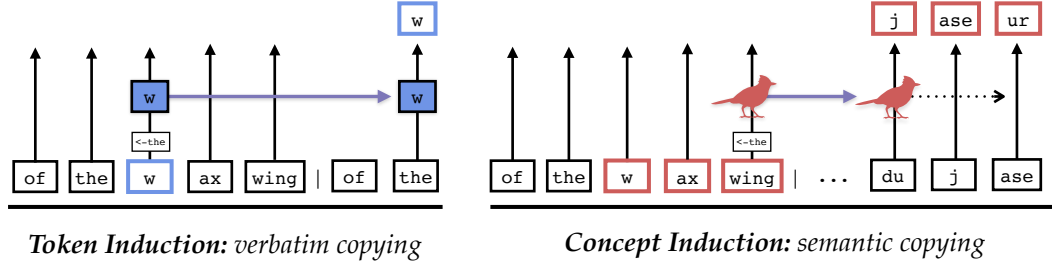 w
w w
<-the
of the w ax wing | of the
Token Induction: verbatim copying
j ase ur
<-the
of the w ax wing | ... du j ase
Concept Induction: semantic copying